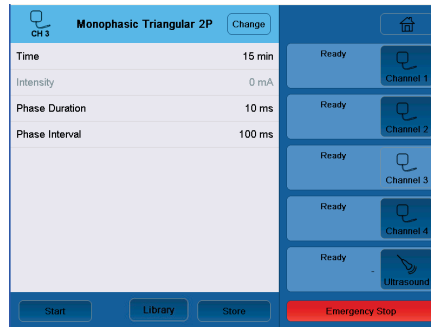 CH 3
Monophasic Triangular 2P
Change
Time 15 min
Intensity 0 mA
Phase Duration 10 ms
Phase Interval 100 ms
Ready
Channel 1
Ready
Channel 2
Ready
Channel 3
Ready
Channel 4
Ready
-
Ultrasound
Start
Library
Store
Emergency Stop